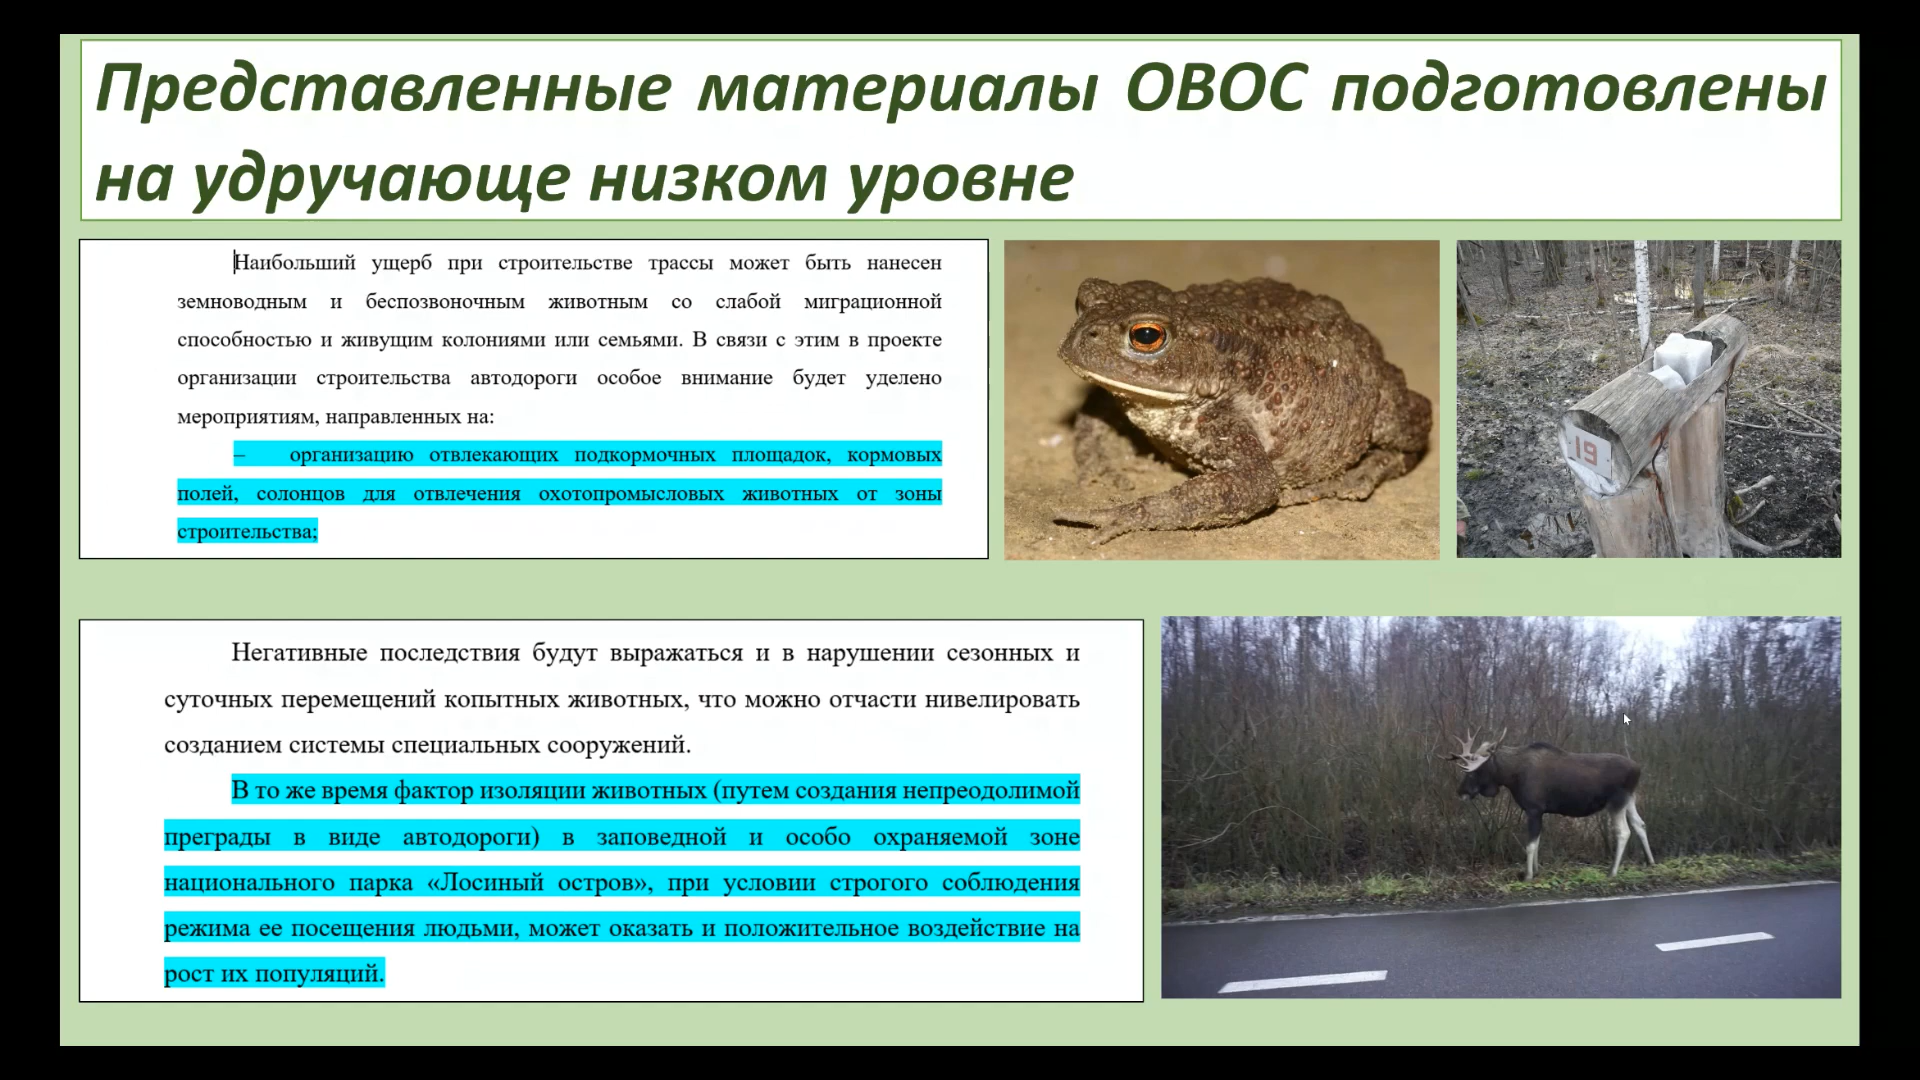 Представленные материалы ОВОС подготовлены
на удручающе низком уровне
Наибольший ущерб при строительстве трассы может быть нанесен
земноводным и беспозвоночным животным со слабой миграционной
способностью и живущим колониями или семьями. В связи с этим в проекте
организации строительства автодороги особое внимание будет уделено
мероприятиям, направленных на:
– организацию отвлекающих подкормочных площадок, кормовых
полей, солонцов для отвлечения охотопромысловых животных от зоны
строительства;
19
Негативные последствия будут выражаться и в нарушении сезонных и
суточных перемещений копытных животных, что можно отчасти нивелировать
созданием системы специальных сооружений.
В то же время фактор изоляции животных (путем создания непреодолимой
преграды в виде автодороги) в заповедной и особо охраняемой зоне
национального парка «Лосиный остров», при условии строгого соблюдения
режима ее посещения людьми, может оказать и положительное воздействие на
рост их популяций.